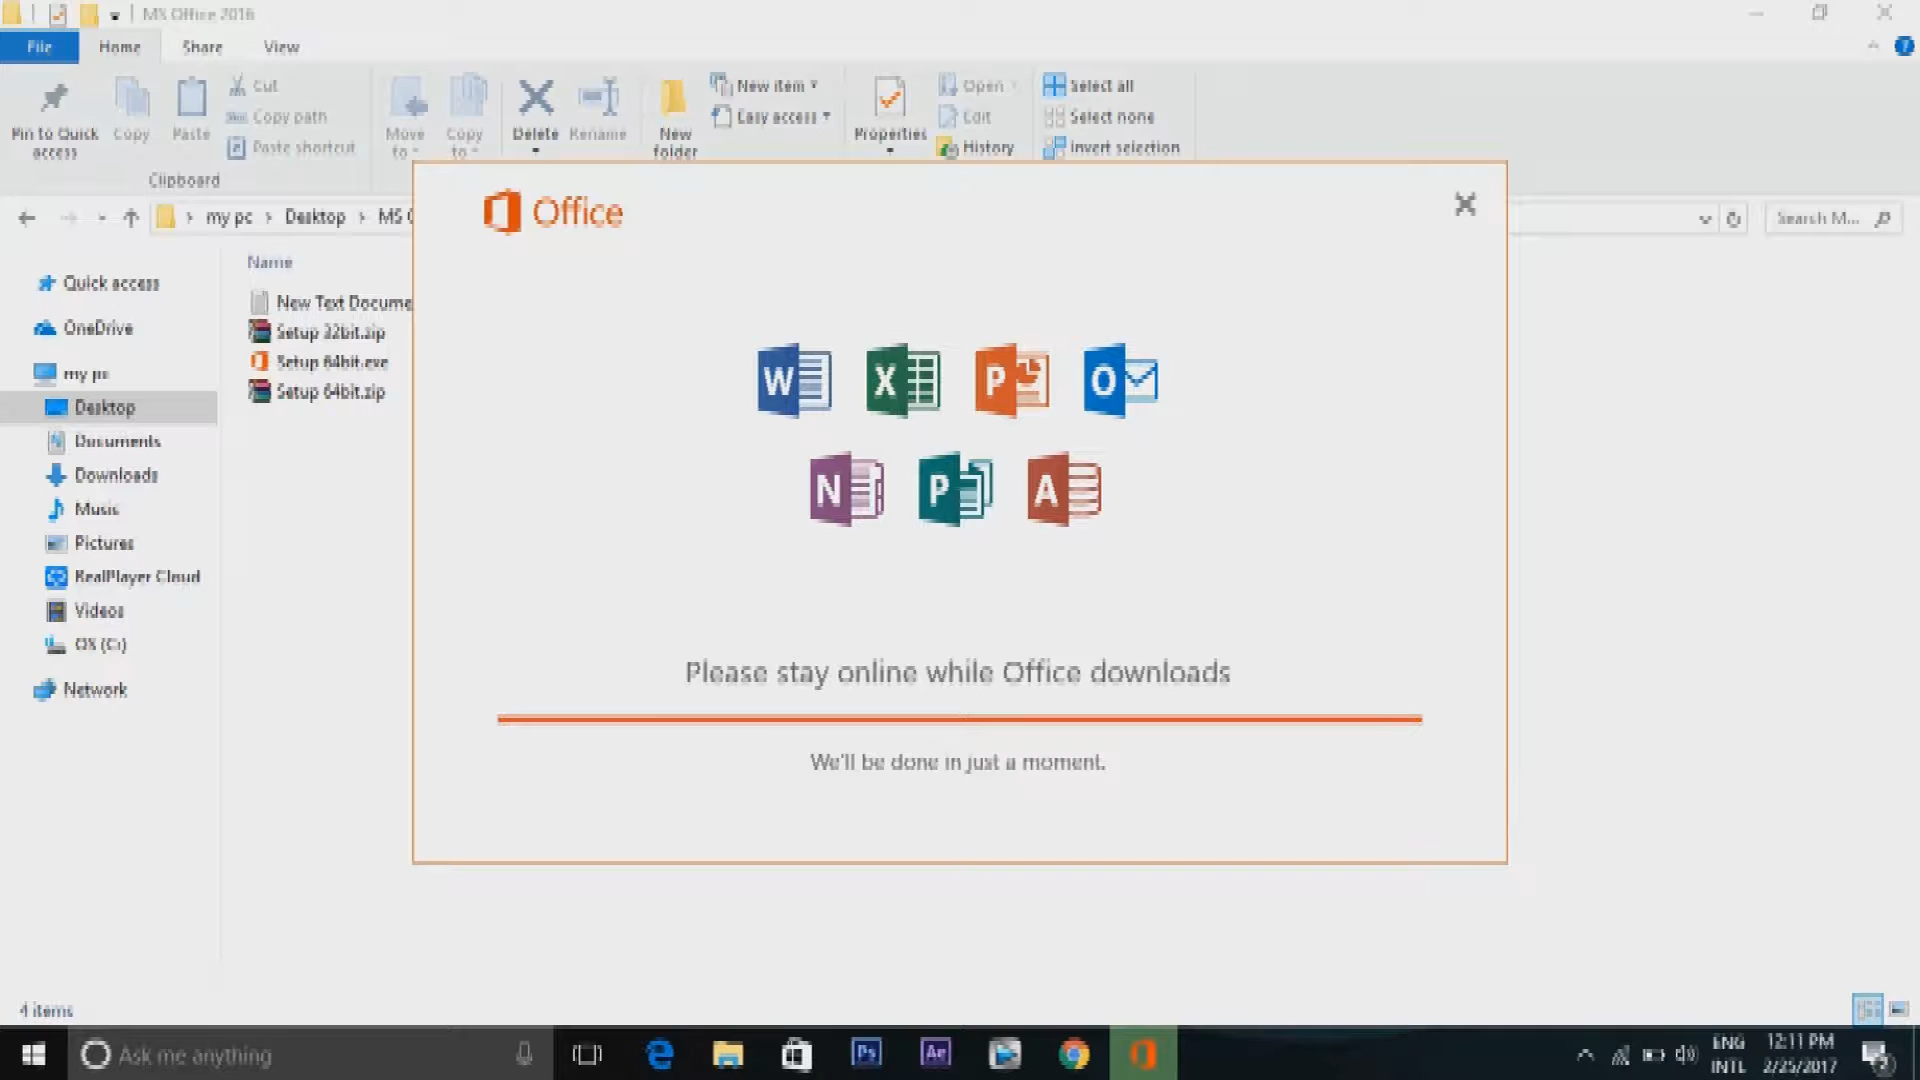 MS Office 2016
File Home Share View
Pin to Quick access
Copy
Paste
Cut
Copy path
Paste shortcut
Clipboard
Move to
Copy to
Delete
Rename
New folder
New item
Easy access
Properties
Open
Edit
History
Select all
Select none
Invert selection
my pc > Desktop > MS O
Search M...
Name
Quick access
OneDrive
my pc
Desktop
Documents
Downloads
Music
Pictures
RealPlayer Cloud
Videos
OS (C:)
Network
New Text Docume
Setup 32bit.zip
Setup 64bit.exe
Setup 64bit.zip
Office
W X P O
N P A
Please stay online while Office downloads
We'll be done in just a moment.
4 items
Ask me anything
Ps
Ae
ENG
INTL
12:11 PM
2/25/2017
2